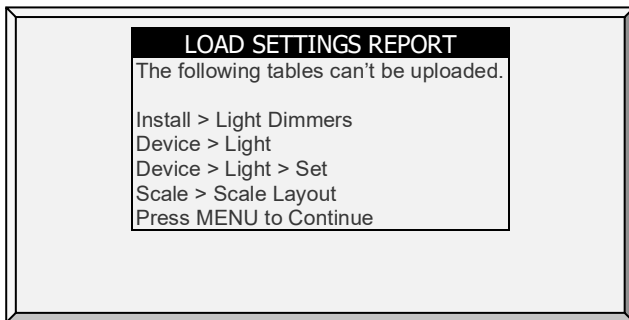 LOAD SETTINGS REPORT
The following tables can’t be uploaded.
Install > Light Dimmers
Device > Light
Device > Light > Set
Scale > Scale Layout
Press MENU to Continue